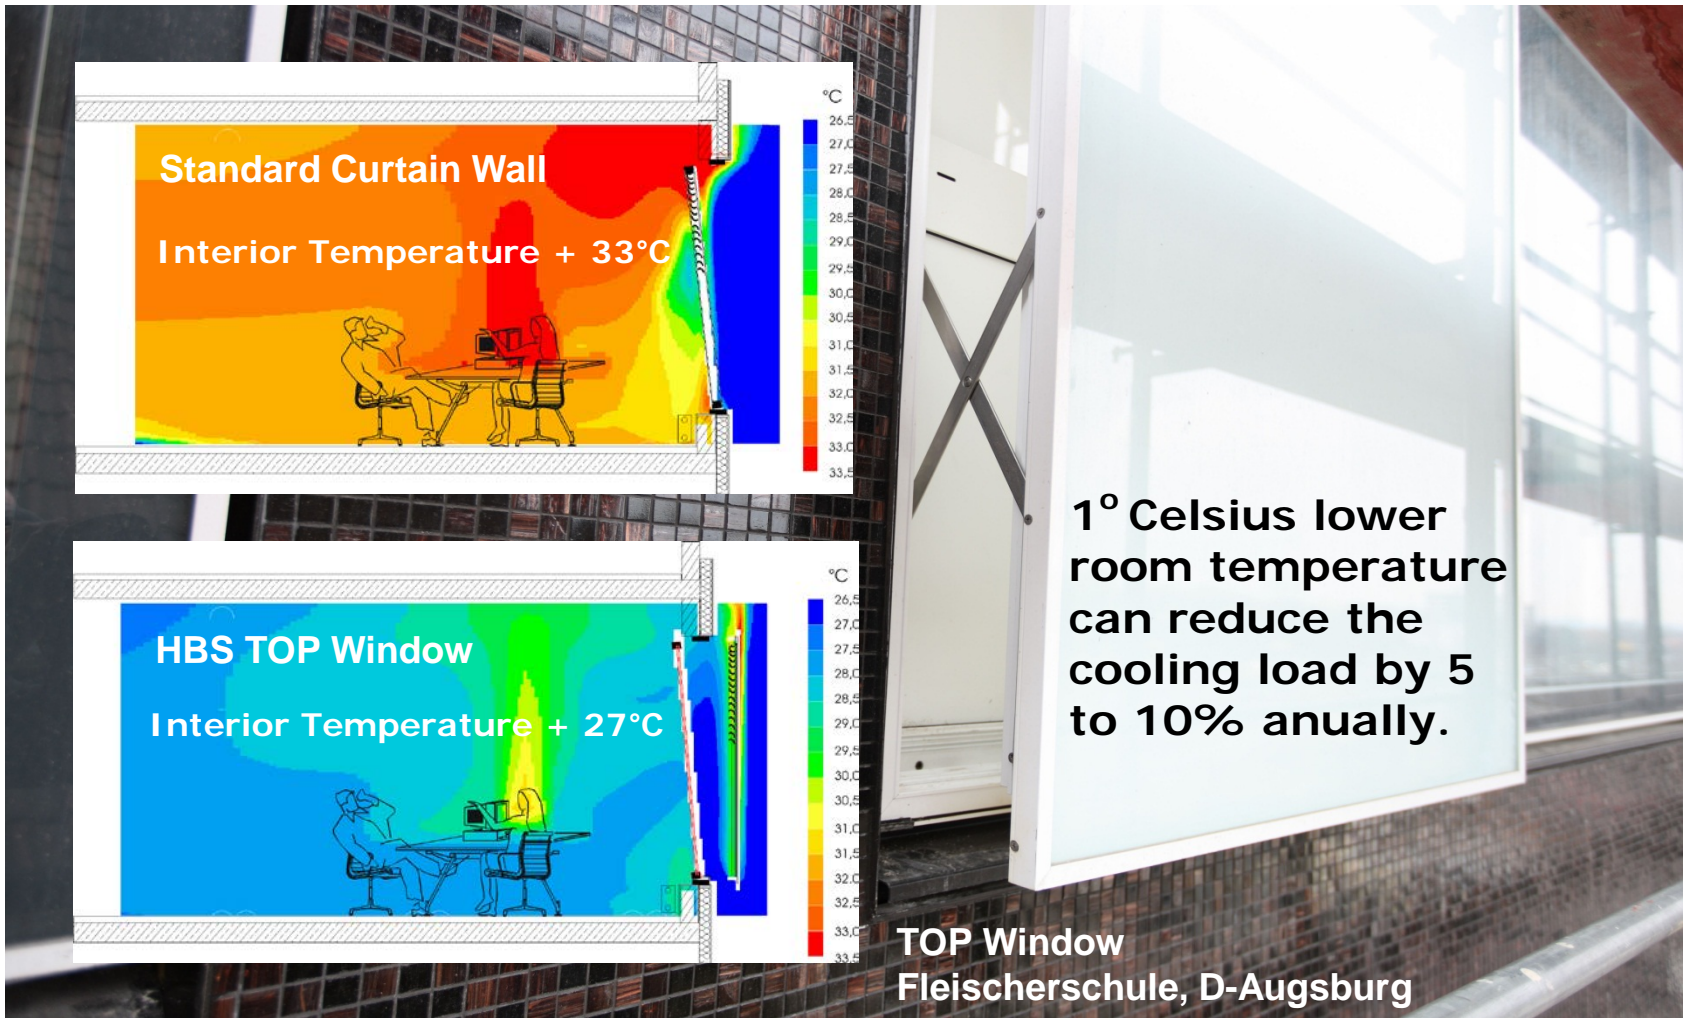 Standard Curtain Wall
Interior Temperature + 33°C
°C
26,5
27,0
27,5
28,0
28,5
29,0
29,5
30,0
30,5
31,0
31,5
32,0
32,5
33,0
33,5
HBS TOP Window
Interior Temperature + 27°C
°C
26,5
27,0
27,5
28,0
28,5
29,0
29,5
30,0
30,5
31,0
31,5
32,0
32,5
33,0
33,5
1° Celsius lower
room temperature
can reduce the
cooling load by 5
to 10% anually.
TOP Window
Fleischerschule, D-Augsburg